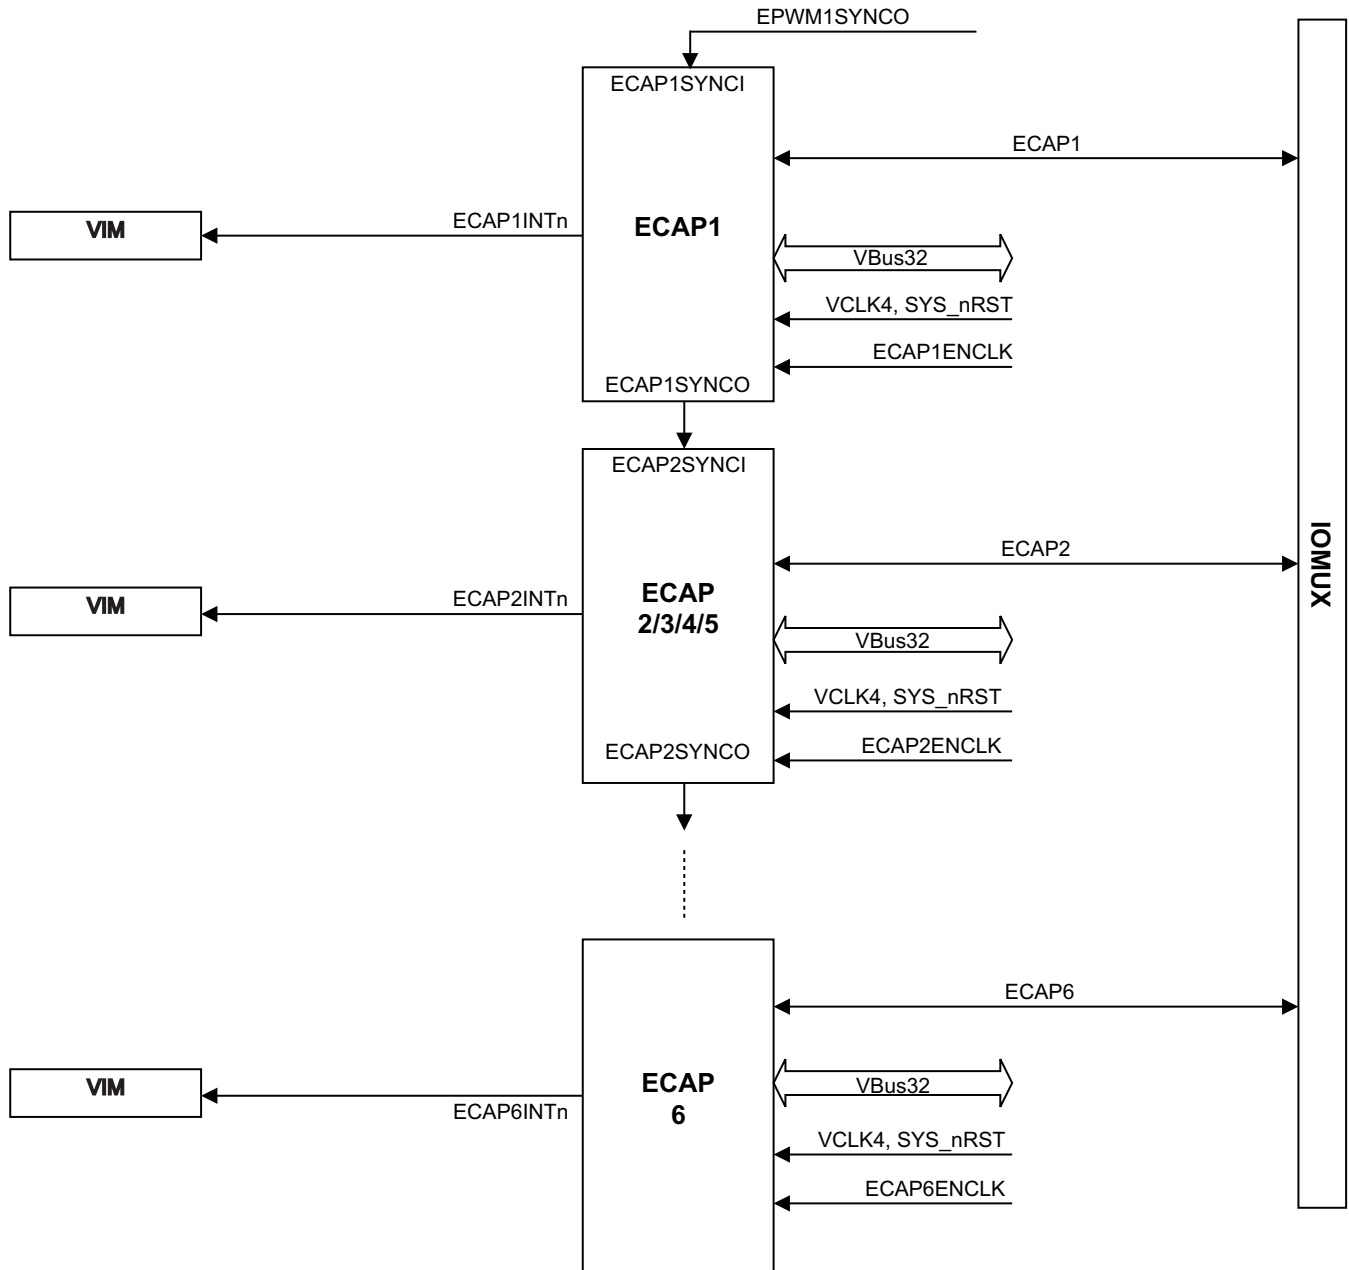 EPWM1SYNCO
ECAP1SYNCI
ECAP1
VIM
ECAP1INTn
ECAP1
VBus32
VCLK4, SYS_nRST
ECAP1ENCLK
ECAP1SYNCO
ECAP2SYNCI
ECAP2
VIM
ECAP2INTn
ECAP
2/3/4/5
VBus32
VCLK4, SYS_nRST
ECAP2SYNCO
ECAP2ENCLK
IOMUX
ECAP6
VIM
ECAP6INTn
ECAP
6
VBus32
VCLK4, SYS_nRST
ECAP6ENCLK